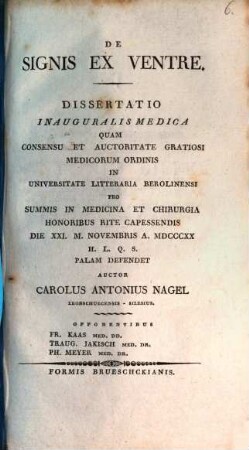 6.
DE
SIGNIS EX VENTRE.
DISSERTATIO
INAUGURALIS MEDICA
QUAM
CONSENSU ET AUCTORITATE GRATIOSI
MEDICORUM ORDINIS
IN
UNIVERSITATE LITTERARIA BEROLINENSI
PRO
SUMMIS IN MEDICINA ET CHIRURGIA
HONORIBUS RITE CAPESSENDIS
DIE XXI. M. NOVEMBRIS A. MDCCCXX
H. L. Q. S.
PALAM DEFENDET
AUCTOR
CAROLUS ANTONIUS NAGEL
LEOBSCHUECENSIS - SILESIUS.
OPPONENTIBUS
FR. KAAS MED. DD.
TRAUG. JAKISCH MED. DR.
PH. MEYER MED. DR.
FORMIS BRUESCHCKIANIS.